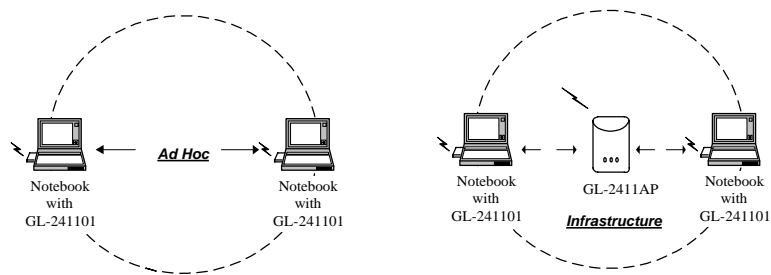 Ad Hoc
Notebook
with
GL-241101
Notebook
with
GL-241101
GL-2411AP
Notebook
with
GL-241101
Notebook
with
GL-241101
Infrastructure